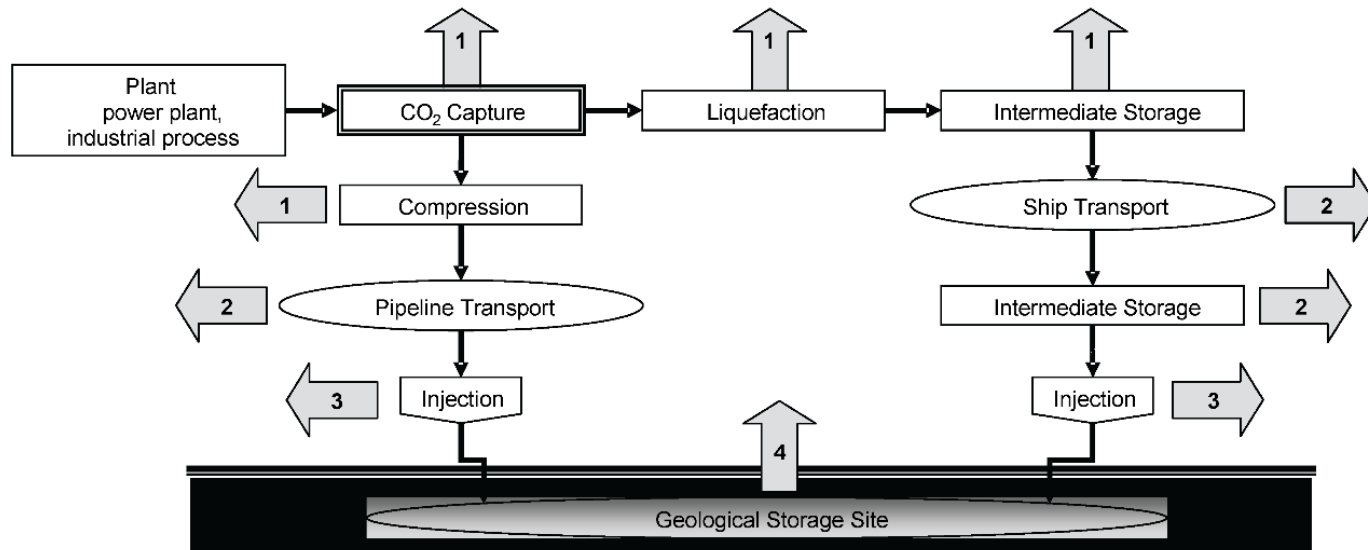 1
1
1
Plant
power plant,
industrial process
CO₂ Capture
Liquefaction
Intermediate Storage
1
Compression
Ship Transport
2
2
Pipeline Transport
Intermediate Storage
2
3
Injection
Injection
3
4
Geological Storage Site